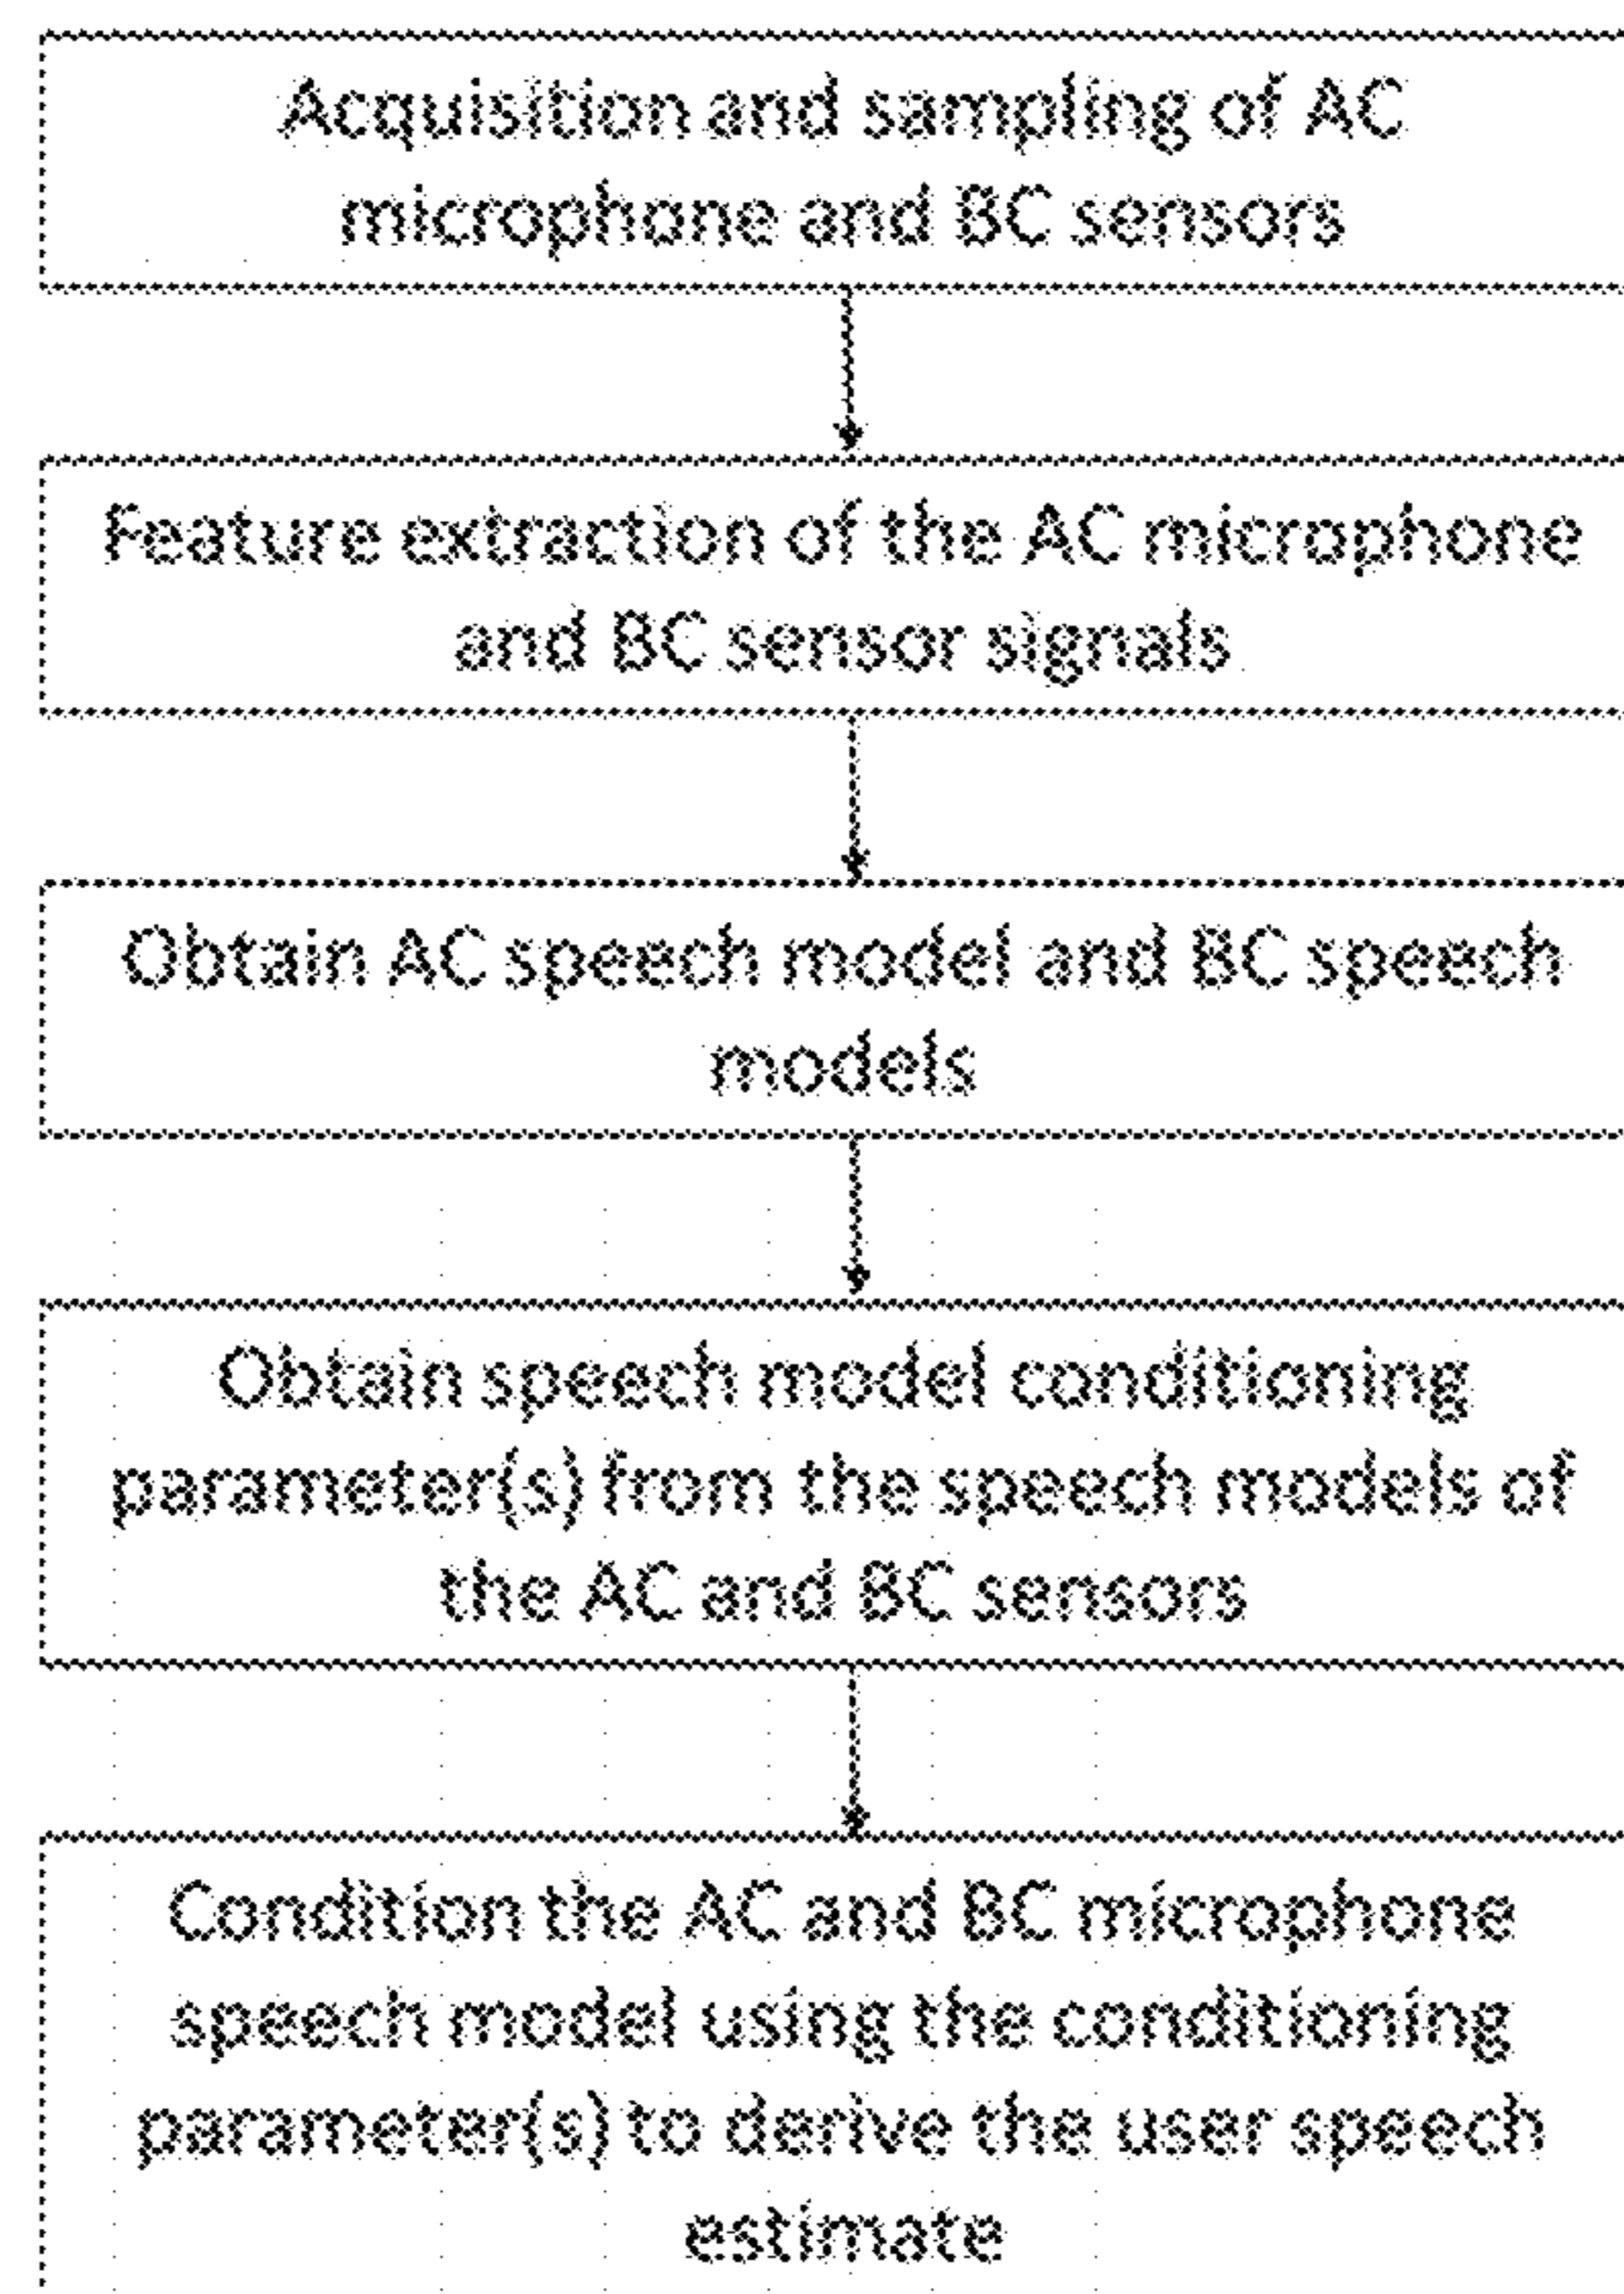 Acquisition and sampling of AC
microphone and BC sensors
Feature extraction of the AC microphone
and BC sensor signals
Obtain AC speech model and BC speech
models
Obtain speech model conditioning
parameter(s) from the speech models of
the AC and BC sensors
Condition the AC and BC microphone
speech model using the conditioning
parameter(s) to derive the user speech
estimate